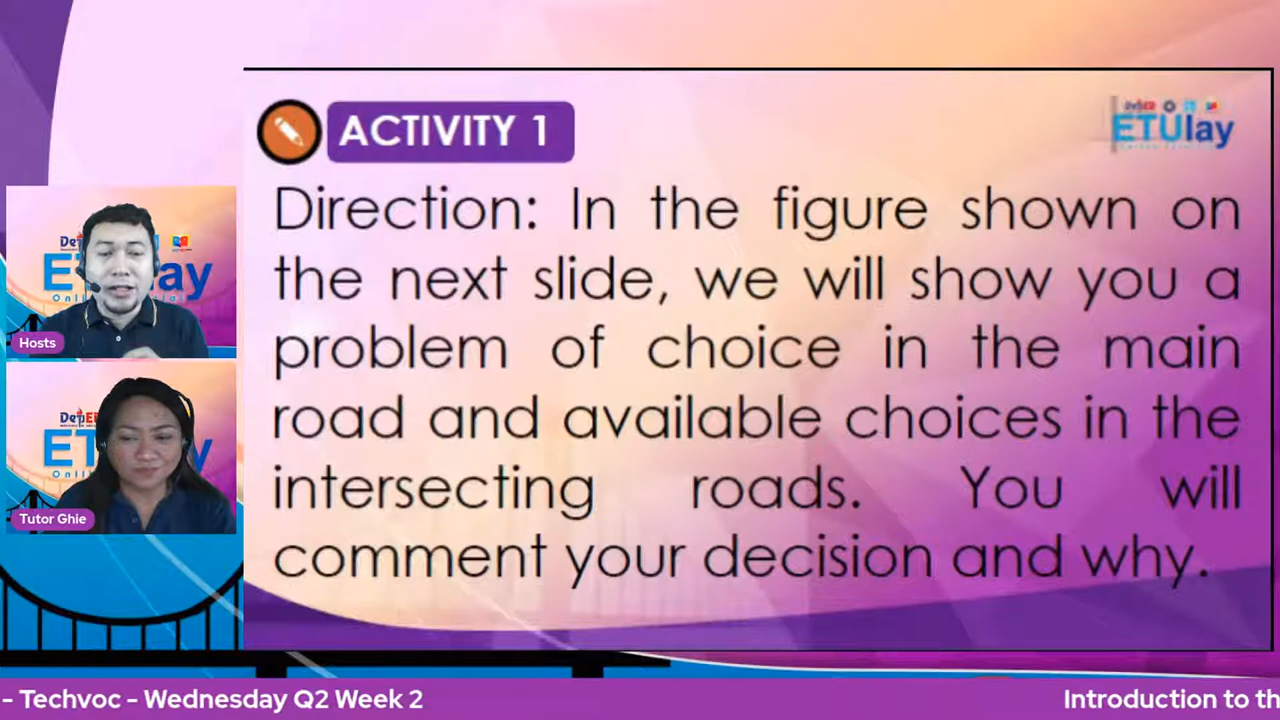 ACTIVITY 1
ETUlay
Direction: In the figure shown on
the next slide, we will show you a
problem of choice in the main
road and available choices in the
intersecting roads. You will
comment your decision and why.
Hosts
Tutor Ghie
- Techvoc - Wednesday Q2 Week 2
Introduction to th